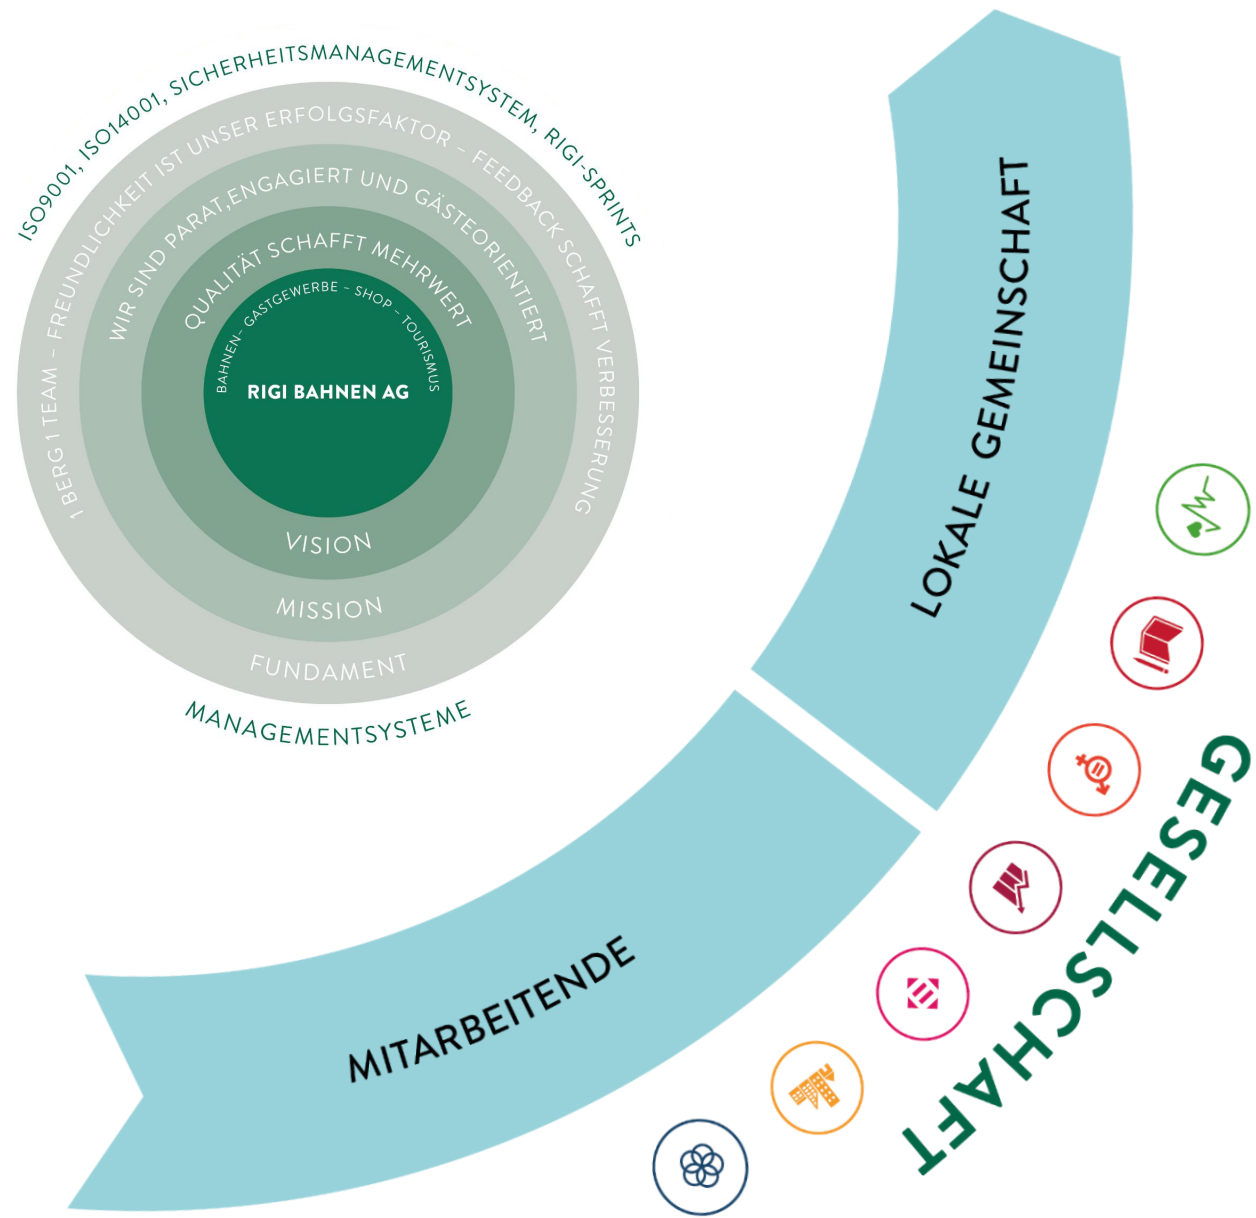 ISO9001, ISO14001, SICHERHEITSMANAGEMENTSYSTEM, RIGI-SPRINTS
1 BERG 1 TEAM – FREUNDLICHKEIT IST UNSER ERFOLGSFAKTOR – FEEDBACK SCHAFFT VERBESSERUNG
WIR SIND PARAT,ENGAGIERT UND GÄSTEORIENTIERT
QUALITÄT SCHAFFT MEHRWERT
BAHNEN– GASTGEWERBE – SHOP – TOURISMUS
RIGI BAHNEN AG
VISION
MISSION
FUNDAMENT
MANAGEMENTSYSTEME
LOKALE GEMEINSCHAFT
MITARBEITENDE
GESELLSCHAFT